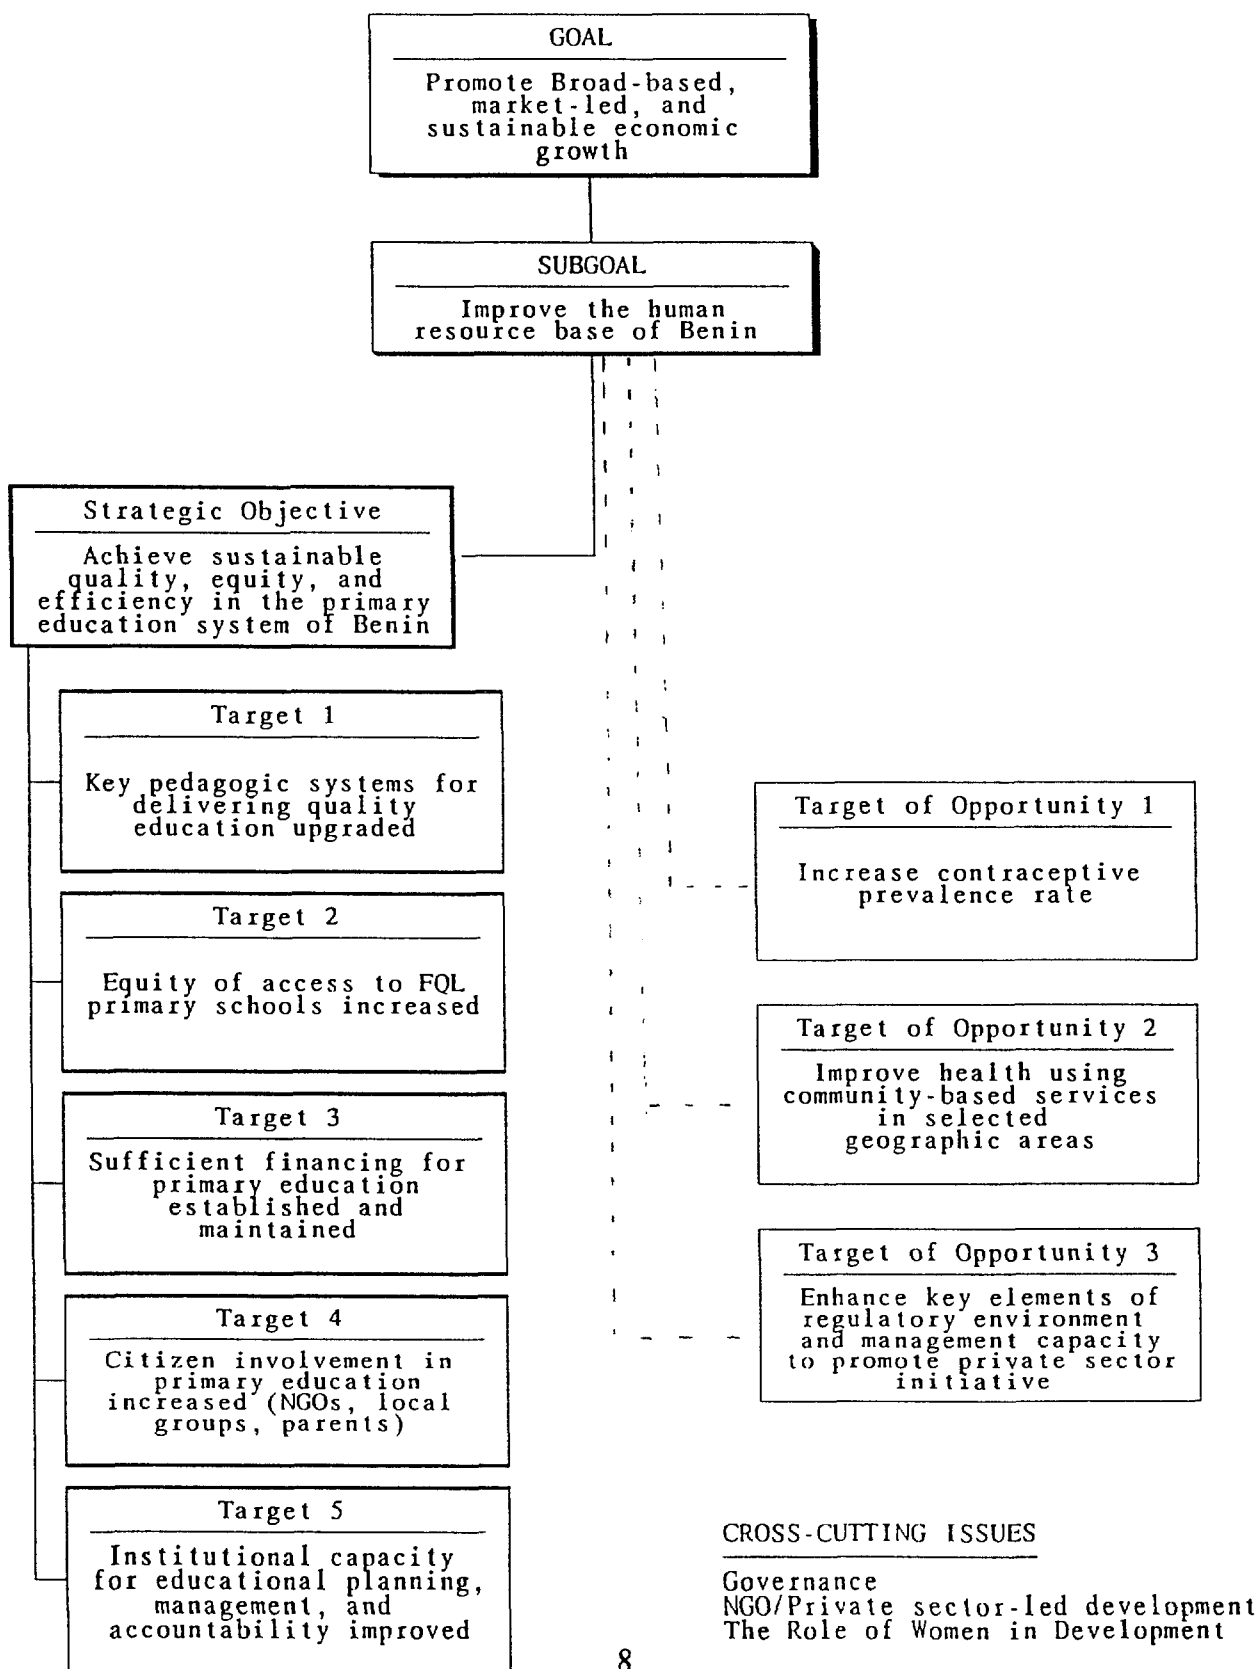 GOAL
Promote Broad-based,
market-led, and
sustainable economic
growth
SUBGOAL
Improve the human
resource base of Benin
Strategic Objective
Achieve sustainable
quality, equity, and
efficiency in the primary
education system of Benin
Target 1
Key pedagogic systems for
delivering quality
education upgraded
Target 2
Equity of access to FQL
primary schools increased
Target 3
Sufficient financing for
primary education
established and
maintained
Target 4
Citizen involvement in
primary education
increased (NGOs, local
groups, parents)
Target 5
Institutional capacity
for educational planning,
management, and
accountability improved
Target of Opportunity 1
Increase contraceptive
prevalence rate
Target of Opportunity 2
Improve health using
community-based services
in selected
geographic areas
Target of Opportunity 3
Enhance key elements of
regulatory environment
and management capacity
to promote private sector
initiative
CROSS-CUTTING ISSUES
Governance
NGO/Private sector-led development
The Role of Women in Development
8